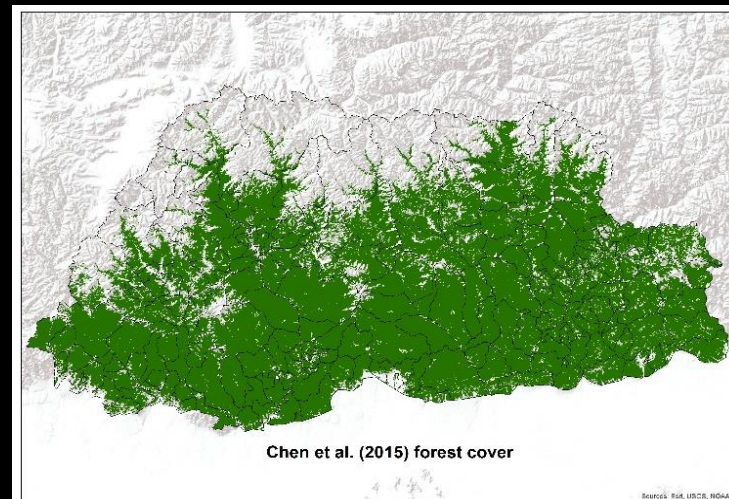 Chen et al. (2015) forest cover
Sources: Esri, USGS, NOAA